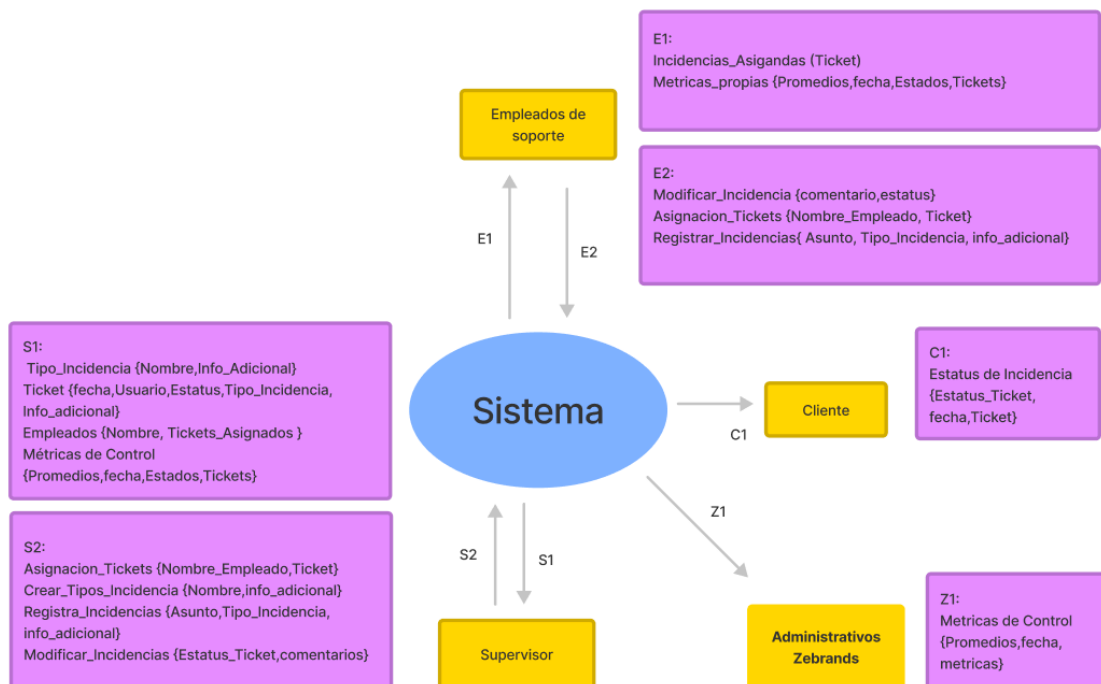 E1:
Incidencias_Asigandas (Ticket)
Metricas_propias {Promedios,fecha,Estados,Tickets}
Empleados de
soporte
E2:
Modificar_Incidencia {comentario,estatus}
Asignacion_Tickets {Nombre_Empleado, Ticket}
Registrar_Incidencias{ Asunto, Tipo_Incidencia, info_adicional}
E1
E2
S1:
Tipo_Incidencia {Nombre,Info_Adicional}
Ticket {fecha,Usuario,Estatus,Tipo_Incidencia,
Info_adicional}
Empleados {Nombre, Tickets_Asignados }
Métricas de Control
{Promedios,fecha,Estados,Tickets}
Sistema
C1
Cliente
C1:
Estatus de Incidencia
{Estatus_Ticket,
fecha,Ticket}
S2:
Asignacion_Tickets {Nombre_Empleado,Ticket}
Crear_Tipos_Incidencia {Nombre,info_adicional}
Registra_Incidencias {Asunto,Tipo_Incidencia,
info_adicional}
Modificar_Incidencias {Estatus_Ticket,comentarios}
S2
S1
Z1
Supervisor
Administrativos
Zebrands
Z1:
Metricas de Control
{Promedios,fecha,
metricas}